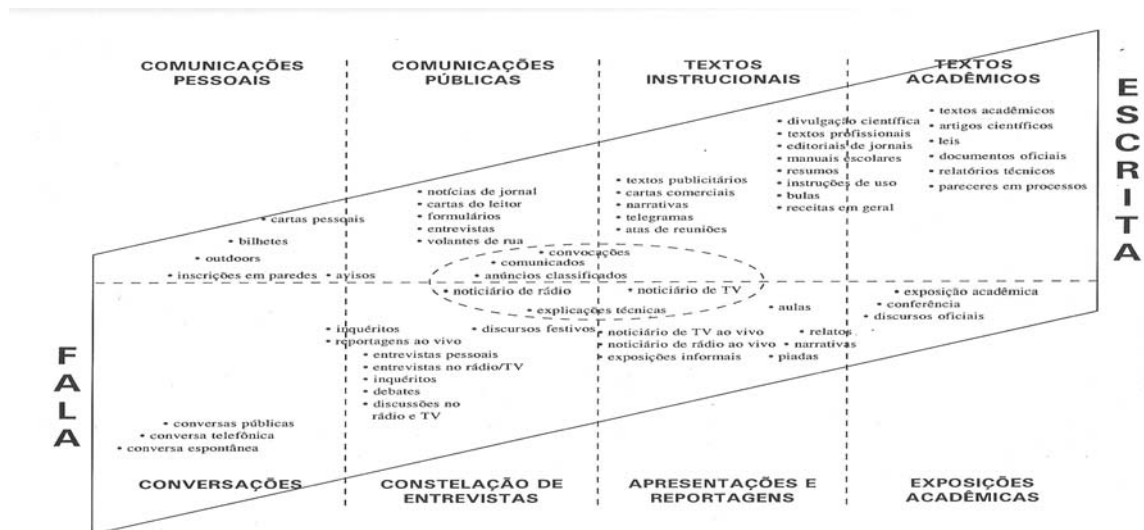 COMUNICAÇÕES
PESSOAIS
COMUNICAÇÕES
PÚBLICAS
TEXTOS
INSTRUCIONAIS
TEXTOS
ACADÊMICOS
ESCRITA
FALA
• cartas pessoais
• bilhetes
• outdoors
• inscrições em paredes
• avisos
• notícias de jornal
• cartas do leitor
• formulários
• entrevistas
• volantes de rua
• convocações
• comunicados
• anúncios classificados
• noticiário de rádio
• noticiário de TV
• explicações técnicas
• textos publicitários
• cartas comerciais
• narrativas
• telegramas
• atas de reuniões
• divulgação científica
• textos profissionais
• editoriais de jornais
• manuais escolares
• resumos
• instruções de uso
• bulas
• receitas em geral
• textos acadêmicos
• artigos científicos
• leis
• documentos oficiais
• relatórios técnicos
• pareceres em processos
• conversas públicas
• conversa telefônica
• conversa espontânea
• inquéritos
• reportagens ao vivo
• entrevistas pessoais
• entrevistas no rádio/TV
• inquéritos
• debates
• discussões no
rádio e TV
• discursos festivos
• noticiário de TV ao vivo
• noticiário de rádio ao vivo
• exposições informais
• aulas
• relatos
• narrativas
• piadas
• exposição acadêmica
• conferência
• discursos oficiais
CONVERSAÇÕES
CONSTELAÇÃO DE
ENTREVISTAS
APRESENTAÇÕES E
REPORTAGENS
EXPOSIÇÕES
ACADÊMICAS